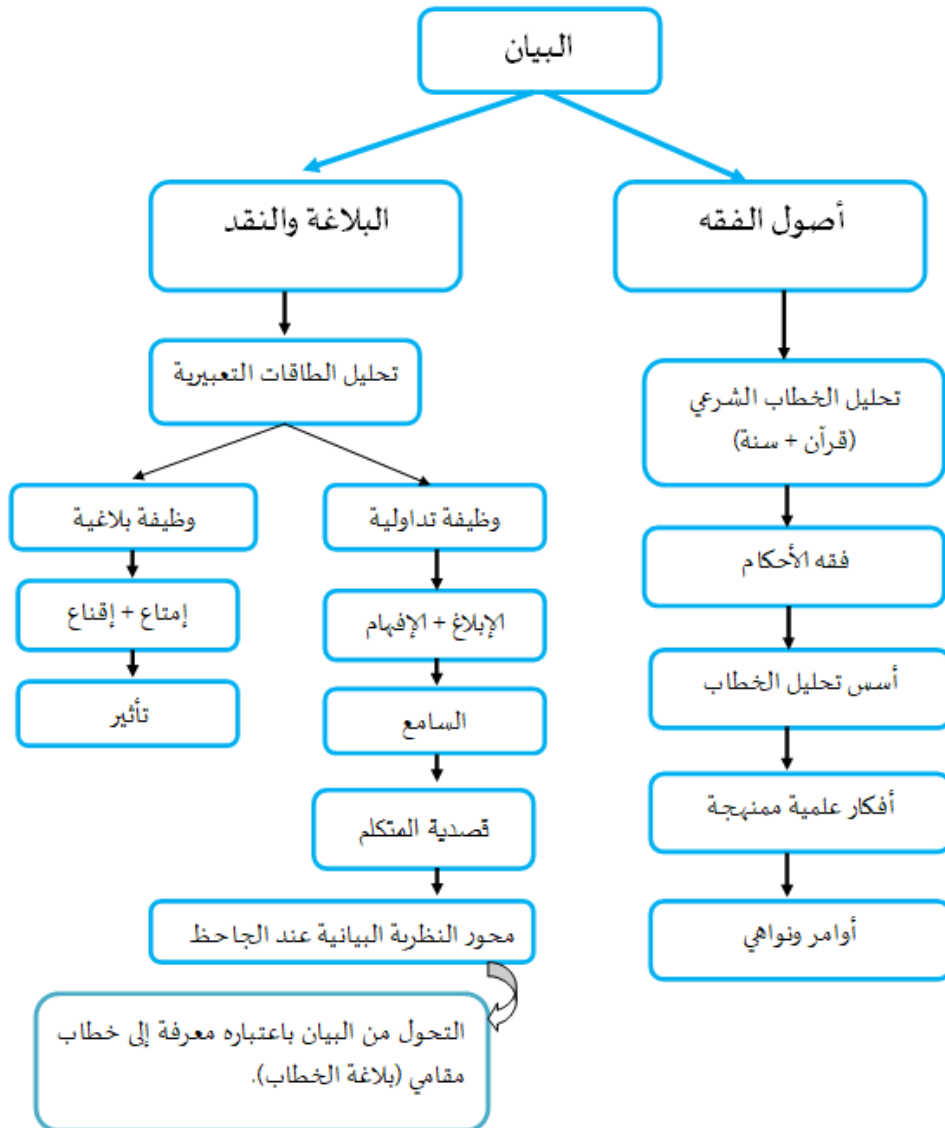 البيان
أصول الفقه
البلاغة والنقد
تحليل الطاقات التعبيرية
تحليل الخطاب الشرعي
(قرآن + سنة)
وظيفة تداولية
وظيفة بلاغية
فقه الأحكام
الإبلاغ + الإفهام
إمتاع + إقناع
أسس تحليل الخطاب
السامع
تأثير
أفكار علمية ممنهجة
قصدية المتكلم
أوامر ونواهي
محور النظرية البيانية عند الجاحظ
التحول من البيان باعتباره معرفة إلى خطاب
مقامي (بلاغة الخطاب).